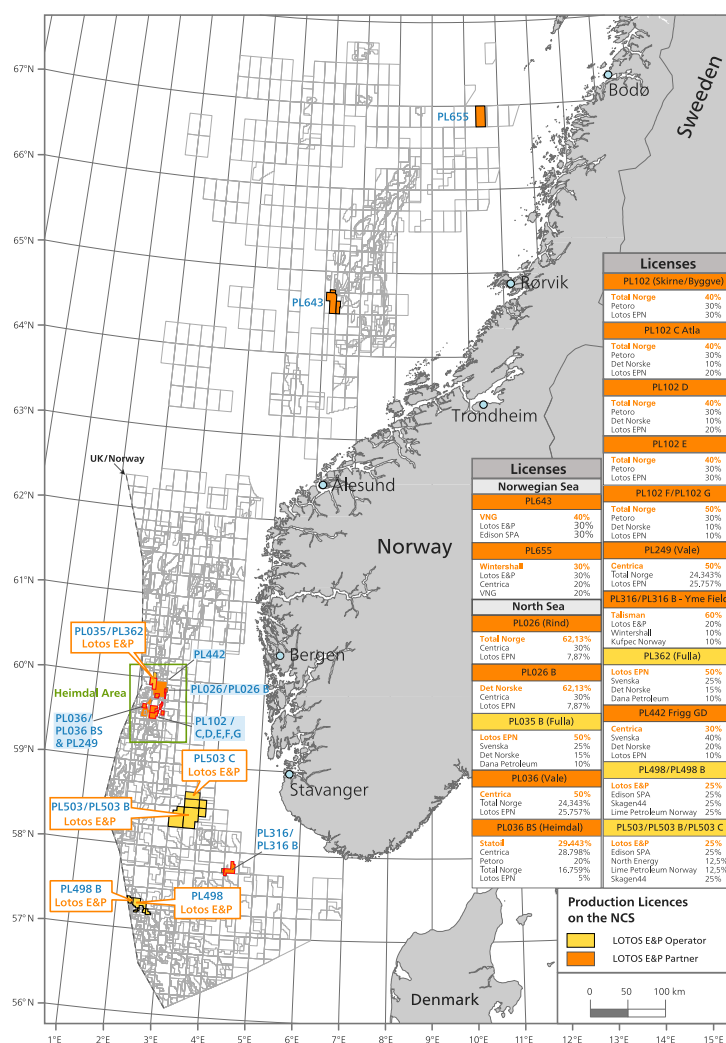 67°N
66°N
65°N
64°N
63°N
62°N
61°N
60°N
59°N
58°N
57°N
56°N
1°E
2°E
3°E
4°E
5°E
6°E
7°E
8°E
9°E
10°E
11°E
12°E
13°E
14°E
15°E
Bodø
Sweeden
PL655
Rørvik
PL643
Trondheim
UK/Norway
Ålesund
Norway
PL035/PL362
Lotos E&P
PL442
Bergen
Heimdal Area
PL026/PL026 B
PL036/
PL036 BS
& PL249
PL102 /
C,D,E,F,G
PL503 C
Lotos E&P
Stavanger
PL503/PL503 B
Lotos E&P
PL316/
PL316 B
PL498 B
Lotos E&P
PL498
Lotos E&P
Denmark
Licenses
Norwegian Sea
PL643
VNG 40%
Lotos E&P 30%
Edison SPA 30%
PL655
Wintershall 30%
Lotos E&P 30%
Centrica 20%
VNG 20%
North Sea
PL026 (Rind)
Total Norge 62,13%
Centrica 30%
Lotos EPN 7,87%
PL026 B
Det Norske 62,13%
Centrica 30%
Lotos EPN 7,87%
PL035 B (Fulla)
Lotos EPN 50%
Svenska 25%
Det Norske 15%
Dana Petroleum 10%
PL036 (Vale)
Centrica 50%
Total Norge 24,343%
Lotos EPN 25,757%
PL036 BS (Heimdal)
Statoil 29.443%
Centrica 28.798%
Petoro 20%
Total Norge 16,759%
Lotos EPN 5%
Licenses
PL102 (Skirne/Byggve)
Total Norge 40%
Petoro 30%
Lotos EPN 30%
PL102 C Atla
Total Norge 40%
Petoro 30%
Det Norske 10%
Lotos EPN 20%
PL102 D
Total Norge 40%
Petoro 30%
Det Norske 10%
Lotos EPN 20%
PL102 E
Total Norge 40%
Petoro 30%
Lotos EPN 30%
PL102 F/PL102 G
Total Norge 50%
Petoro 30%
Det Norske 10%
Lotos EPN 10%
PL249 (Vale)
Centrica 50%
Total Norge 24,343%
Lotos EPN 25,757%
PL316/PL316 B - Yme Field
Talisman 60%
Lotos E&P 20%
Wintershall 10%
Kufpec Norway 10%
PL362 (Fulla)
Lotos EPN 50%
Svenska 25%
Det Norske 15%
Dana Petroleum 10%
PL442 Frigg GD
Centrica 30%
Svenska 40%
Det Norske 20%
Lotos EPN 10%
PL498/PL498 B
Lotos E&P 25%
Edison SPA 25%
Skagen44 25%
Lime Petroleum Norway 25%
PL503/PL503 B/PL503 C
Lotos E&P 25%
Edison SPA 25%
North Energy 12,5%
Lime Petroleum Norway 12,5%
Skagen44 25%
Production Licences
on the NCS
LOTOS E&P Operator
LOTOS E&P Partner
0 50 100 km